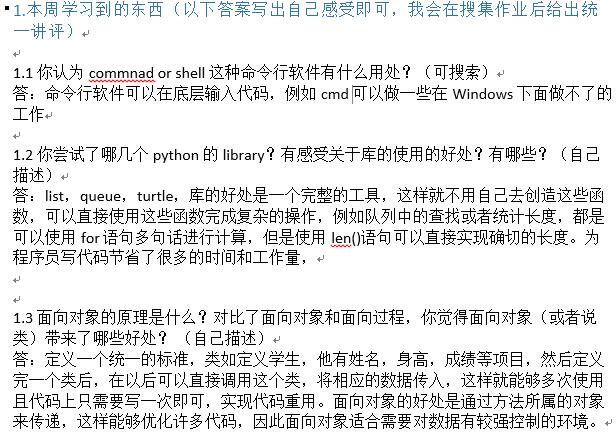 1.本周学习到的东西（以下答案写出自己感受即可，我会在搜集作业后给出统
一讲评）
1.1 你认为 commnad or shell 这种命令行软件有什么用处？（可搜索）
答：命令行软件可以在底层输入代码，例如 cmd 可以做一些在 Windows 下面做不了的
工作
1.2 你尝试了哪几个 python 的 library？有感受关于库的使用的好处？有哪些？（自己
描述）
答：list，queue，turtle，库的好处是一个完整的工具，这样就不用自己去创造这些函
数，可以直接使用这些函数完成复杂的操作，例如队列中的查找或者统计长度，都是
可以使用 for 语句多句话进行计算，但是使用 len()语句可以直接实现确切的长度。为
程序员写代码节省了很多的时间和工作量，
1.3 面向对象的原理是什么？对比了面向对象和面向过程，你觉得面向对象（或者说
类）带来了哪些好处？（自己描述）
答：定义一个统一的标准，类如定义学生，他有姓名，身高，成绩等项目，然后定义
完一个类后，在以后可以直接调用这个类，将相应的数据传入，这样就能够多次使用
且代码上只需要写一次即可，实现代码重用。面向对象的好处是通过方法所属的对象
来传递，这样能够优化许多代码，因此面向对象适合需要对数据有较强控制的环境。